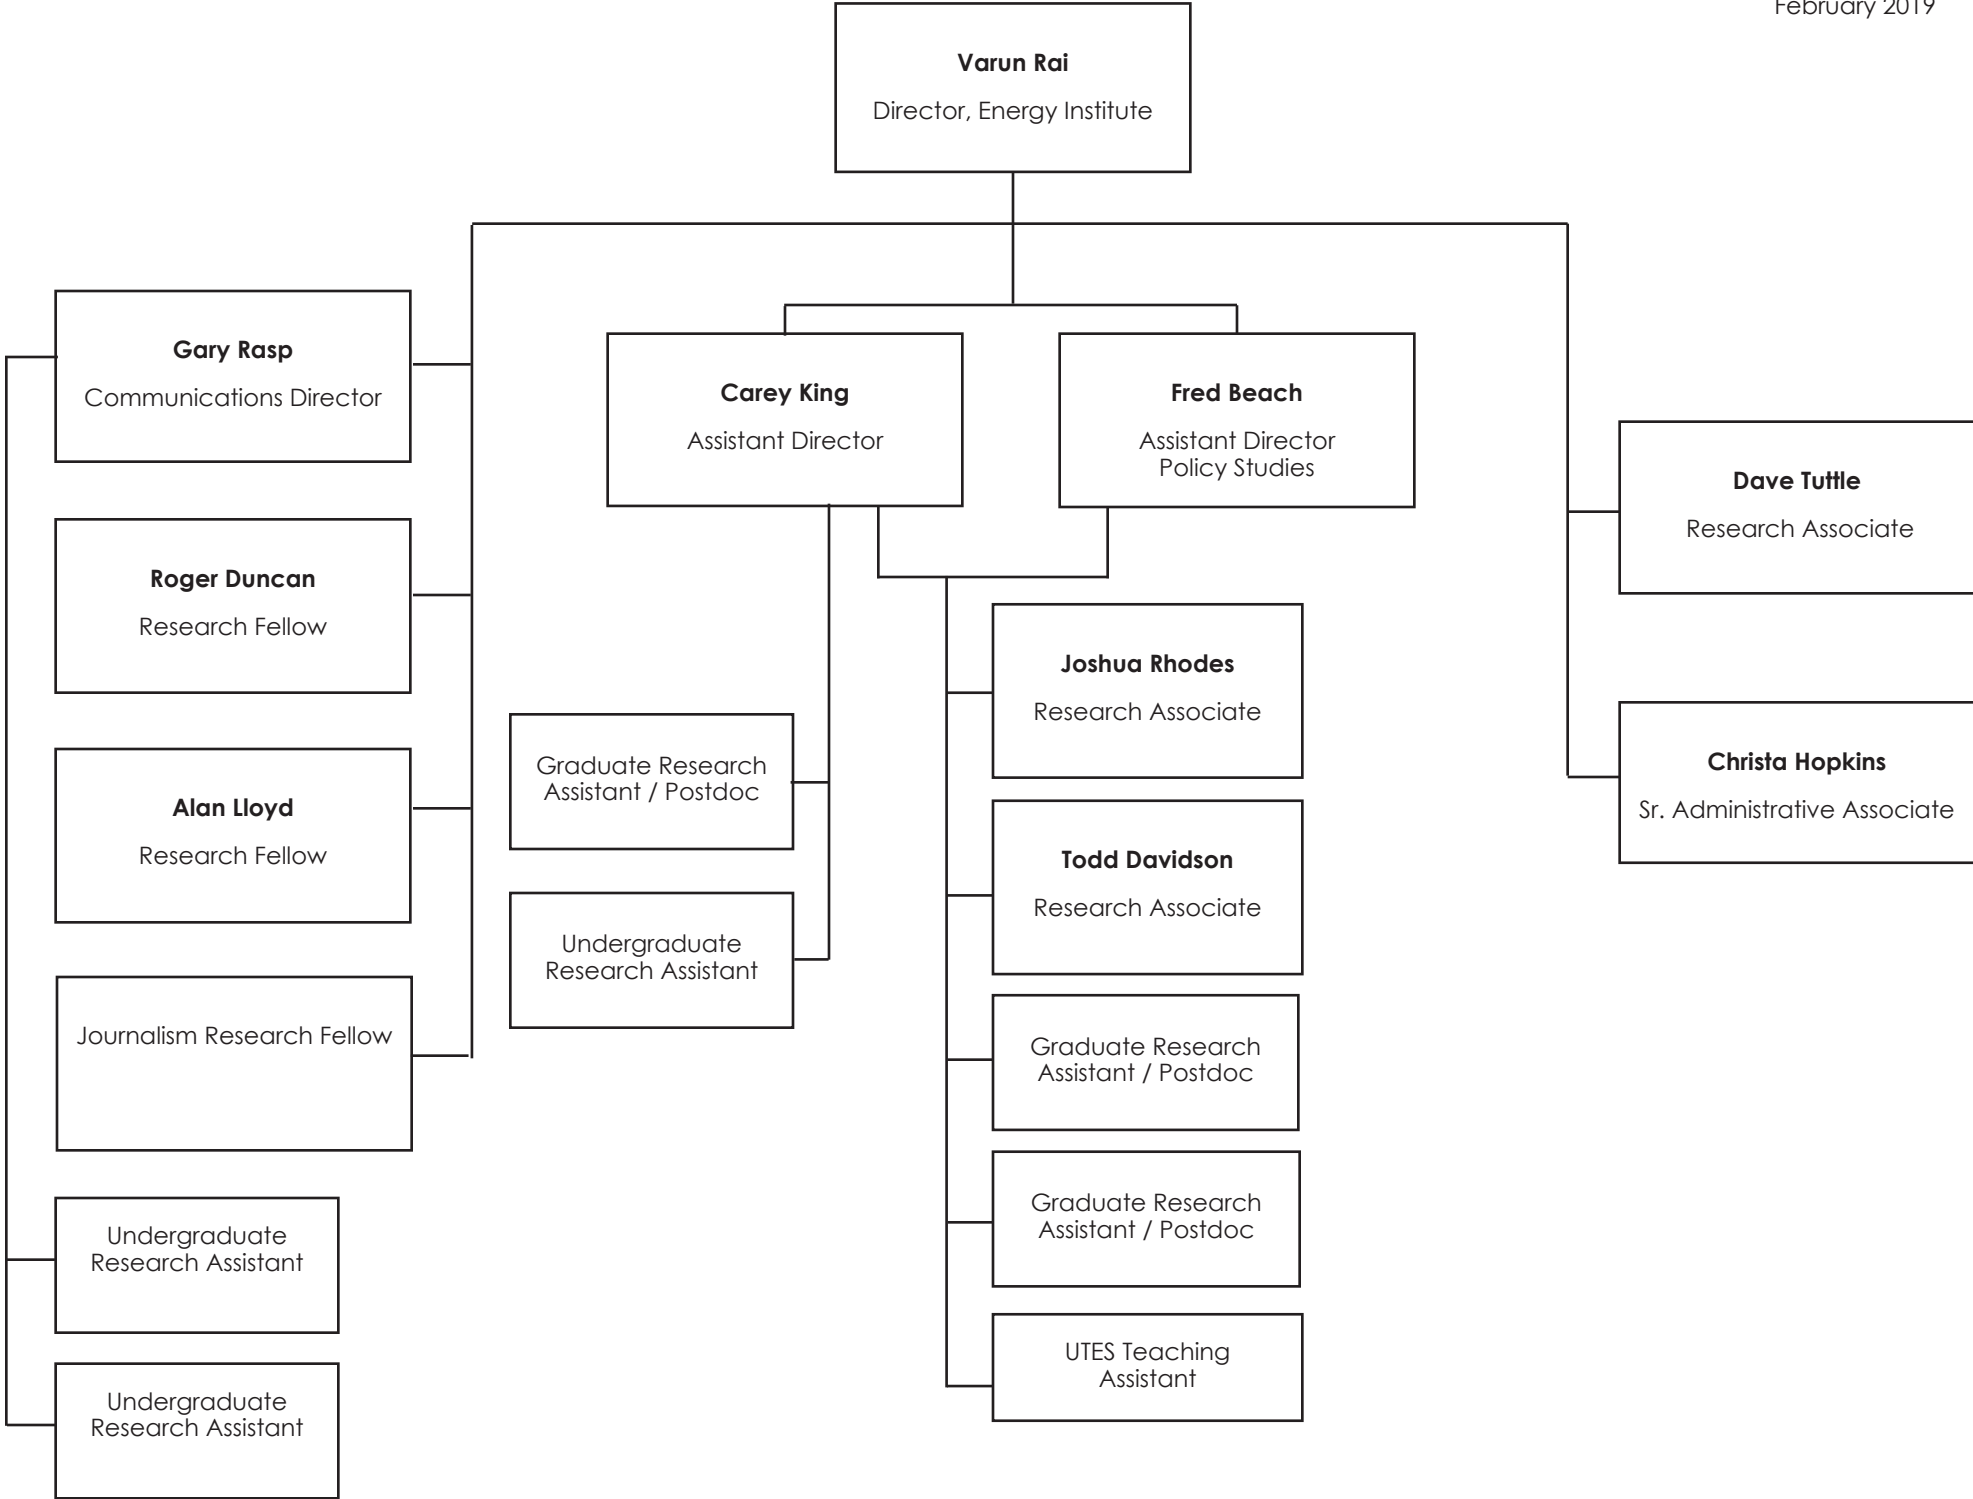 February 2019
Varun Rai
Director, Energy Institute
Gary Rasp
Communications Director
Roger Duncan
Research Fellow
Alan Lloyd
Research Fellow
Journalism Research Fellow
Undergraduate
Research Assistant
Undergraduate
Research Assistant
Carey King
Assistant Director
Graduate Research
Assistant / Postdoc
Undergraduate
Research Assistant
Fred Beach
Assistant Director
Policy Studies
Joshua Rhodes
Research Associate
Todd Davidson
Research Associate
Graduate Research
Assistant / Postdoc
Graduate Research
Assistant / Postdoc
UTES Teaching
Assistant
Dave Tuttle
Research Associate
Christa Hopkins
Sr. Administrative Associate